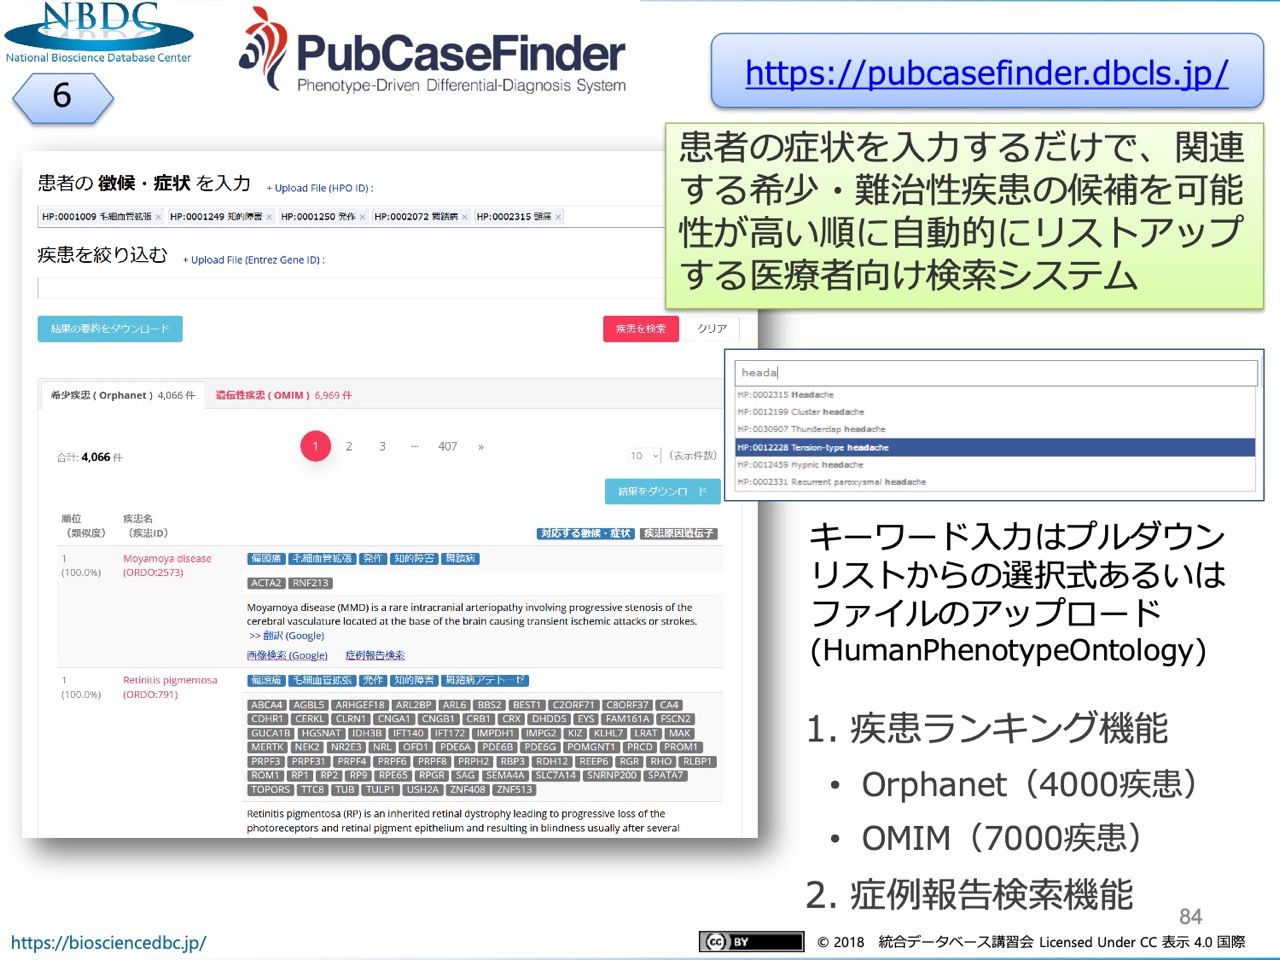 NBDC
National Bioscience Database Center
PubCaseFinder
Phenotype-Driven Differential-Diagnosis System
https://pubcasefinder.dbcls.jp/
6
患者の症状を入力するだけで、関連
する希少・難治性疾患の候補を可能
性が高い順に自動的にリストアップ
する医療者向け検索システム
患者の 徴候・症状 を入力 + Upload File (HPO ID) :
HP:0001009 毛細血管拡張 × HP:0001249 知的障害 × HP:0001250 発作 × HP:0002072 舞踏病 × HP:0002315 頭痛 ×
疾患を絞り込む + Upload File (Entrez Gene ID) :
結果の要約をダウンロード
疾患を検索 クリア
希少疾患 ( Orphanet ) 4,066 件 遺伝性疾患 ( OMIM ) 6,969 件
1 2 3 ... 407 »
合計: 4,066 件
10 (表示件数)
結果をダウンロード
順位 疾患名
(類似度) (疾患ID)
対応する徴候・症状 疾患原因遺伝子
1 Moyamoya disease
(100.0%) (ORDO:2573)
偏頭痛 毛細血管拡張 発作 知的障害 舞踏病
ACTA2 RNF213
Moyamoya disease (MMD) is a rare intracranial arteriopathy involving progressive stenosis of the
cerebral vasculature located at the base of the brain causing transient ischemic attacks or strokes.
>> 翻訳 (Google)
画像検索 (Google) 症例報告検索
1 Retinitis pigmentosa
(100.0%) (ORDO:791)
偏頭痛 毛細血管拡張 発作 知的障害 舞踏病アテトーゼ
ABCA4 AGBL5 ARHGEF18 ARL2BP ARL6 BBS2 BEST1 C2ORF71 C8ORF37 CA4
CDHR1 CERKL CLRN1 CNGA1 CNGB1 CRB1 CRX DHDDS EYS FAM161A FSCN2
GUCA1B HGSNAT IDH3B IFT140 IFT172 IMPDH1 IMPG2 KIZ KLHL7 LRAT MAK
MERTK NEK2 NR2E3 NRL OFD1 PDE6A PDE6B PDE6G POMGNT1 PRCD PROM1
PRPF3 PRPF31 PRPF4 PRPF6 PRPF8 PRPH2 RBP3 RDH12 REEP6 RGR RHO RLBP1
ROM1 RP1 RP2 RP9 RPE65 RPGR SAG SEMA4A SLC7A14 SNRNP200 SPATA7
TOPORS TTC8 TUB TULP1 USH2A ZNF408 ZNF513
Retinitis pigmentosa (RP) is an inherited retinal dystrophy leading to progressive loss of the
photoreceptors and retinal pigment epithelium and resulting in blindness usually after several
heada
HP:0002315 Headache
HP:0012199 Cluster headache
HP:0030907 Thunderclap headache
HP:0012228 Tension-type headache
HP:0012459 Hypnic headache
HP:0002331 Recurrent paroxysmal headache
キーワード入力はプルダウン
リストからの選択式あるいは
ファイルのアップロード
(HumanPhenotypeOntology)
1. 疾患ランキング機能
• Orphanet（4000疾患）
• OMIM（7000疾患）
2. 症例報告検索機能
84
https://biosciencedbc.jp/
cc BY © 2018 統合データベース講習会 Licensed Under CC 表示 4.0 国際